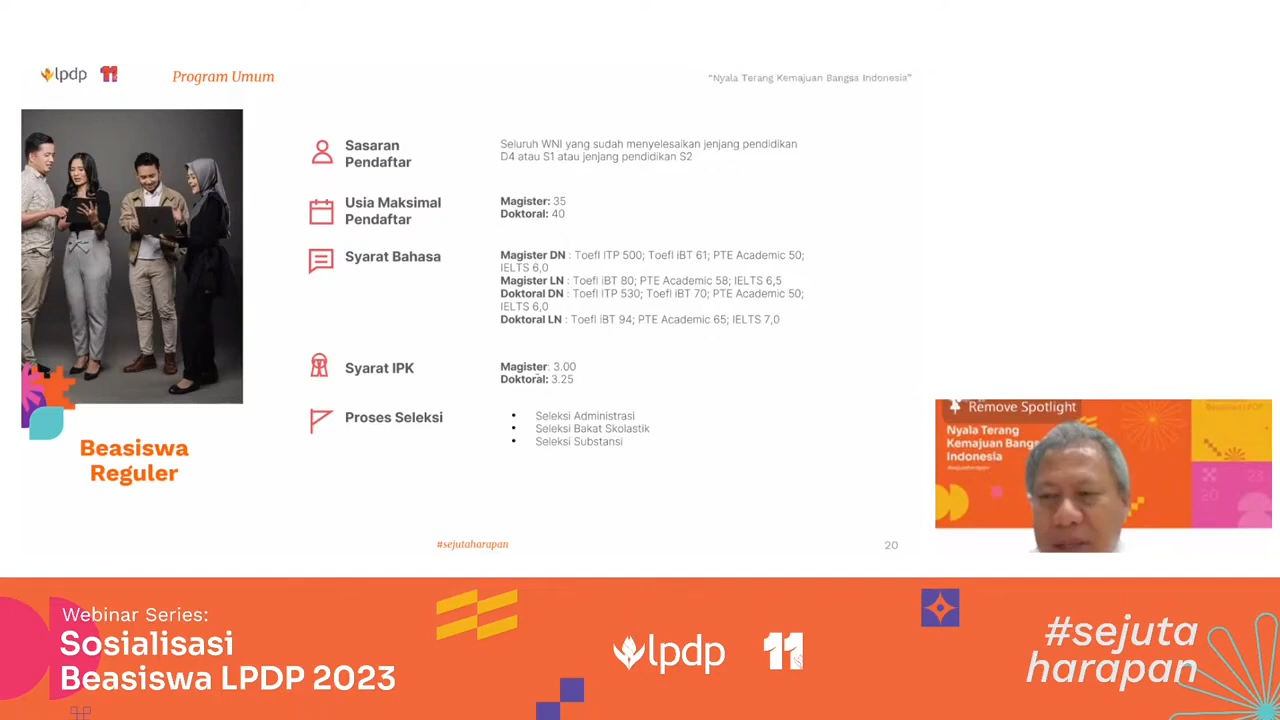 lpdp 11
Program Umum
“Nyala Terang Kemajuan Bangsa Indonesia”
Sasaran
Pendaftar
Seluruh WNI yang sudah menyelesaikan jenjang pendidikan
D4 atau S1 atau jenjang pendidikan S2
Usia Maksimal
Pendaftar
Magister: 35
Doktoral: 40
Syarat Bahasa
Magister DN : Toefl ITP 500; Toefl iBT 61; PTE Academic 50;
IELTS 6,0
Magister LN : Toefl iBT 80; PTE Academic 58; IELTS 6,5
Doktoral DN : Toefl ITP 530; Toefl iBT 70; PTE Academic 50;
IELTS 6,0
Doktoral LN : Toefl iBT 94; PTE Academic 65; IELTS 7,0
Syarat IPK
Magister: 3.00
Doktoral: 3.25
Proses Seleksi
• Seleksi Administrasi
• Seleksi Bakat Skolastik
• Seleksi Substansi
Beasiswa
Reguler
#sejutaharapan
20
Remove Spotlight
Nyala Terang
Kemajuan Bangs
Indonesia
#sejutaharapan
23
20
Webinar Series:
Sosialisasi
Beasiswa LPDP 2023
lpdp 11
#sejuta
harapan